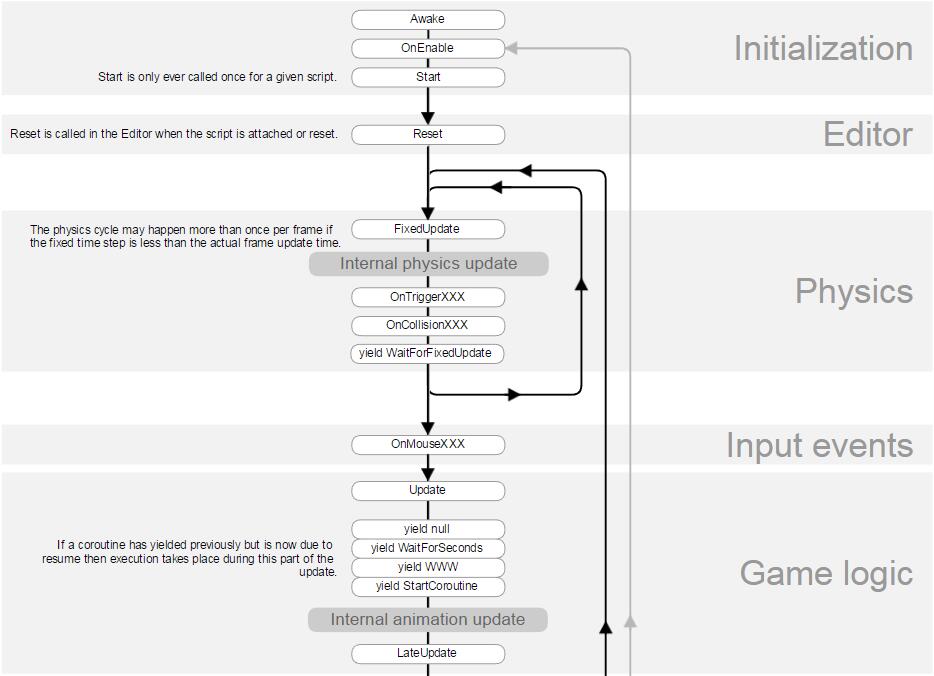 Awake
OnEnable
Initialization
Start is only ever called once for a given script.
Start
Reset is called in the Editor when the script is attached or reset.
Reset
Editor
The physics cycle may happen more than once per frame if
the fixed time step is less than the actual frame update time.
FixedUpdate
Internal physics update
OnTriggerXXX
Physics
OnCollisionXXX
yield WaitForFixedUpdate
OnMouseXXX
Input events
Update
yield null
If a coroutine has yielded previously but is now due to
resume then execution takes place during this part of the
update.
yield WaitForSeconds
yield WWW
yield StartCoroutine
Game logic
Internal animation update
LateUpdate